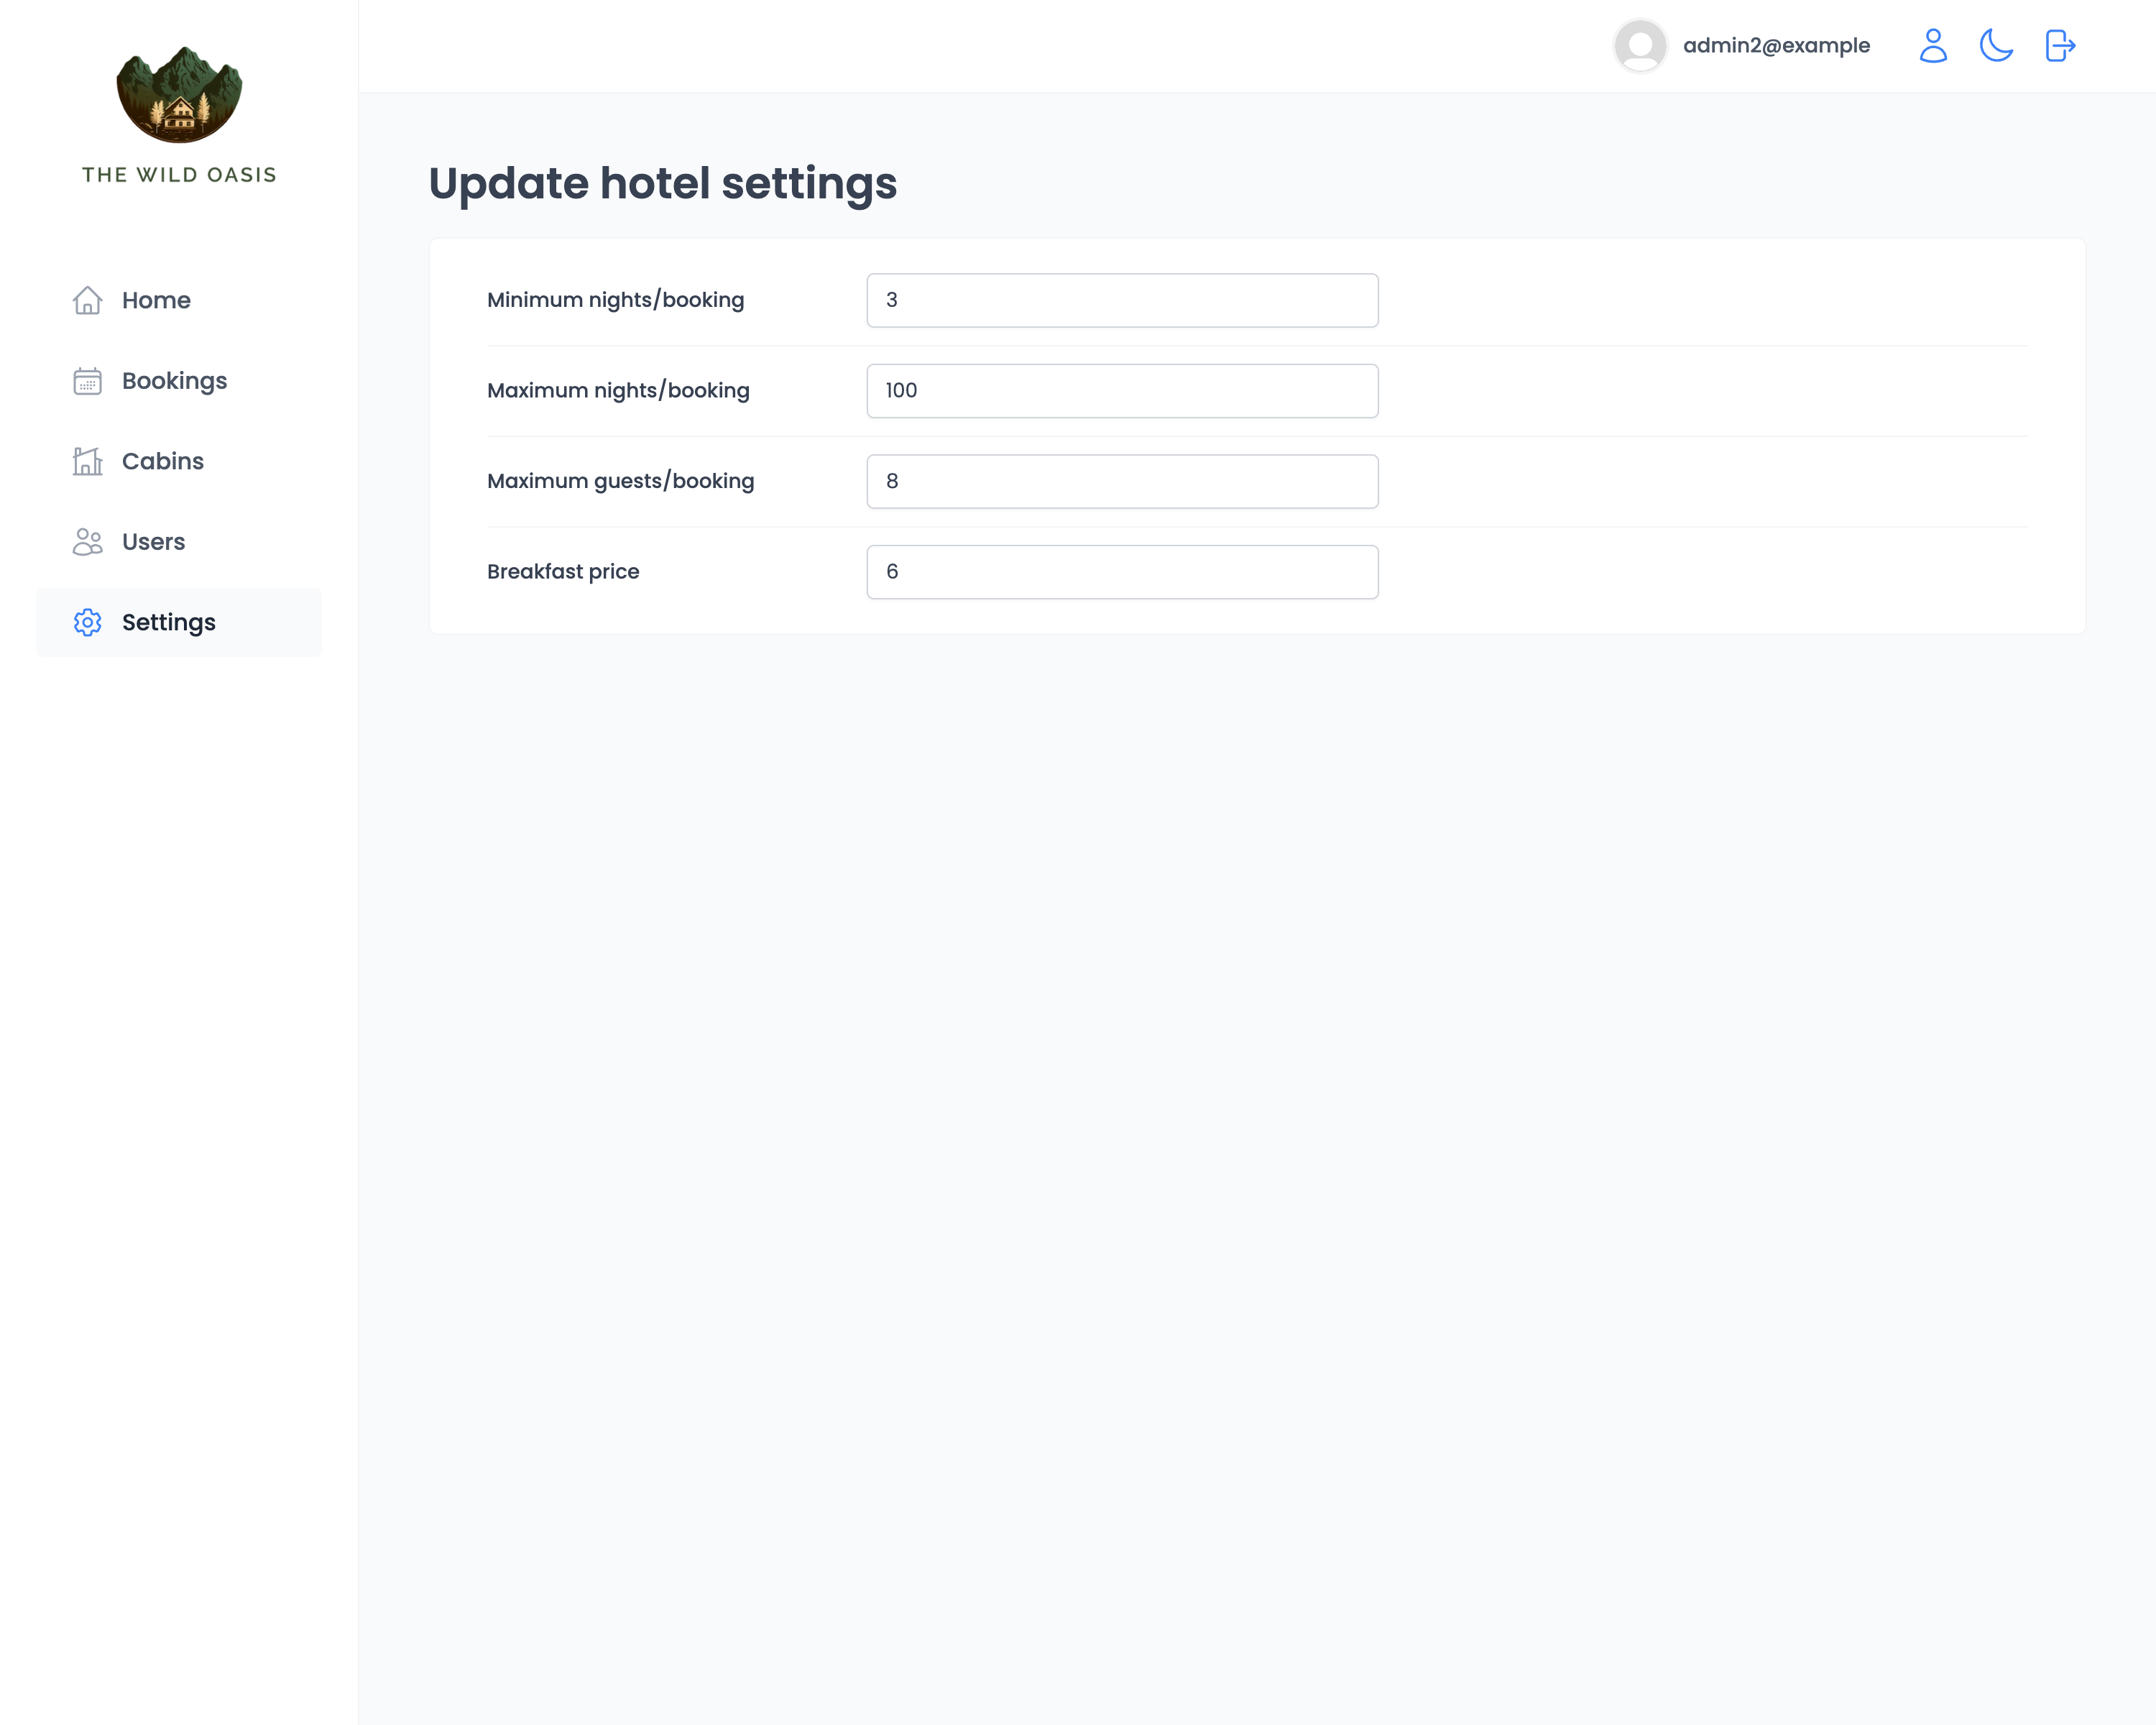 THE WILD OASIS
Home
Bookings
Cabins
Users
Settings
admin2@example
Update hotel settings
Minimum nights/booking 3
Maximum nights/booking 100
Maximum guests/booking 8
Breakfast price 6